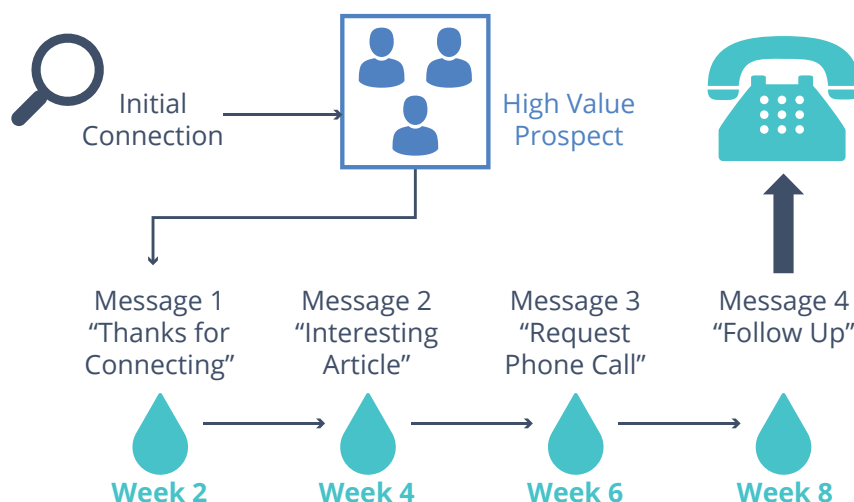 Initial
Connection
High Value
Prospect
Message 1
“Thanks for
Connecting”
Message 2
“Interesting
Article”
Message 3
“Request
Phone Call”
Message 4
“Follow Up”
Week 2
Week 4
Week 6
Week 8